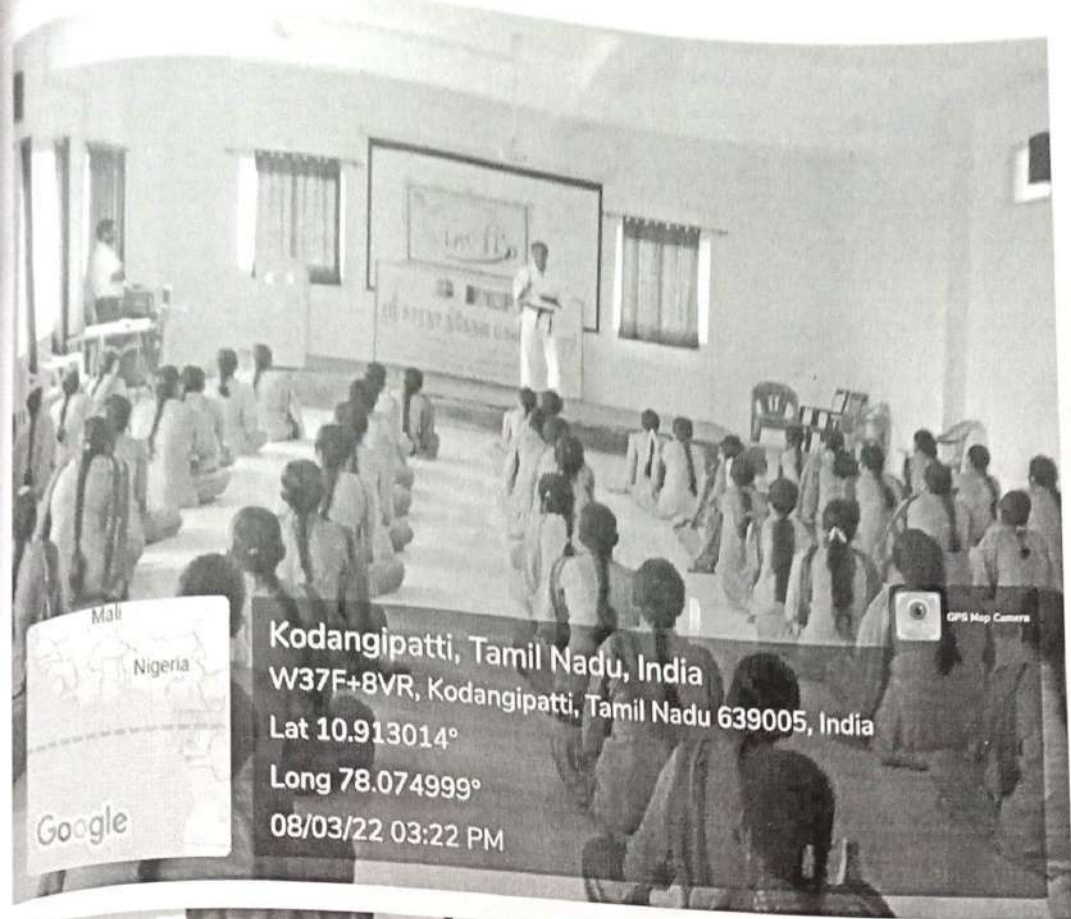 Mali
Nigeria
Google
GPS Map Camera
Kodangipatti, Tamil Nadu, India
W37F+8VR, Kodangipatti, Tamil Nadu 639005, India
Lat 10.913014°
Long 78.074999°
08/03/22 03:22 PM